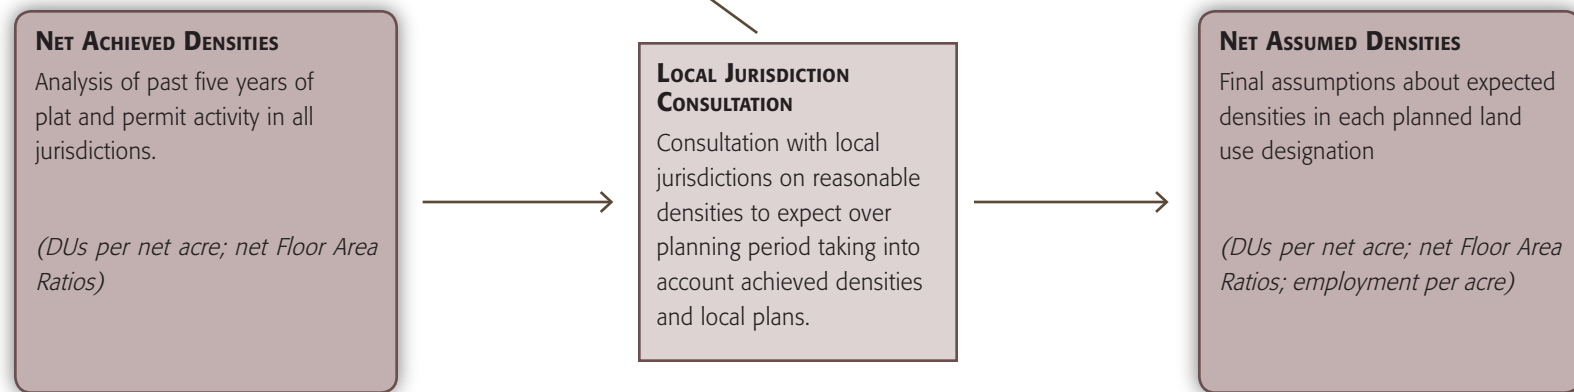 Net Achieved Densities
Analysis of past five years of
plat and permit activity in all
jurisdictions.
(DUs per net acre; net Floor Area
Ratios)
Local Jurisdiction
Consultation
Consultation with local
jurisdictions on reasonable
densities to expect over
planning period taking into
account achieved densities
and local plans.
Net Assumed Densities
Final assumptions about expected
densities in each planned land
use designation
(DUs per net acre; net Floor Area
Ratios; employment per acre)